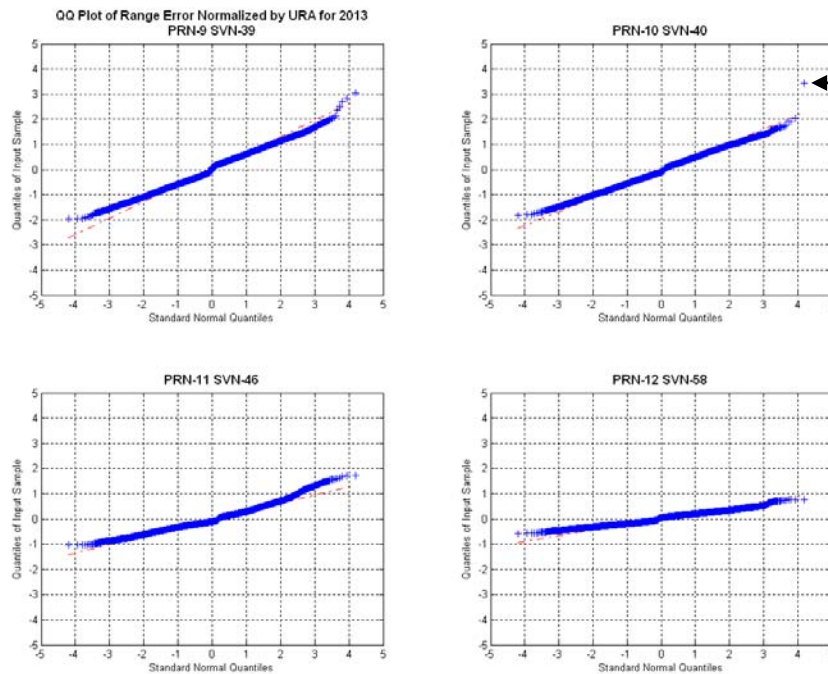 QQ Plot of Range Error Normalized by URA for 2013
PRN-9 SVN-39
5
4
3
2
1
0
-1
-2
-3
-4
-5
Quantiles of Input Sample
-5 -4 -3 -2 -1 0 1 2 3 4 5
Standard Normal Quantiles
PRN-10 SVN-40
5
4
3
2
1
0
-1
-2
-3
-4
-5
Quantiles of Input Sample
-5 -4 -3 -2 -1 0 1 2 3 4
Standard Normal Quantiles
PRN-11 SVN-46
5
4
3
2
1
0
-1
-2
-3
-4
-5
Quantiles of Input Sample
-5 -4 -3 -2 -1 0 1 2 3 4 5
Standard Normal Quantiles
PRN-12 SVN-58
5
4
3
2
1
0
-1
-2
-3
-4
-5
Quantiles of Input Sample
-5 -4 -3 -2 -1 0 1 2 3 4
Standard Normal Quantiles